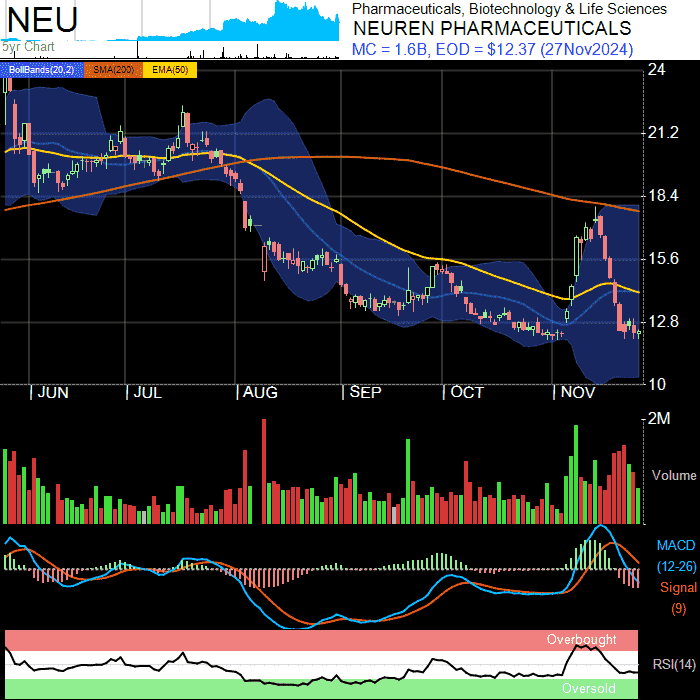 NEU
5yr Chart
Pharmaceuticals, Biotechnology & Life Sciences
NEUREN PHARMACEUTICALS
MC = 1.6B, EOD = $12.37 (27Nov2024)
BollBands(20,2) SMA(200) EMA(50)
24
21.2
18.4
15.6
12.8
10
| JUN | JUL | AUG | SEP | OCT | NOV
2M
Volume
MACD
(12-26)
Signal
(9)
Overbought
RSI(14)
Oversold